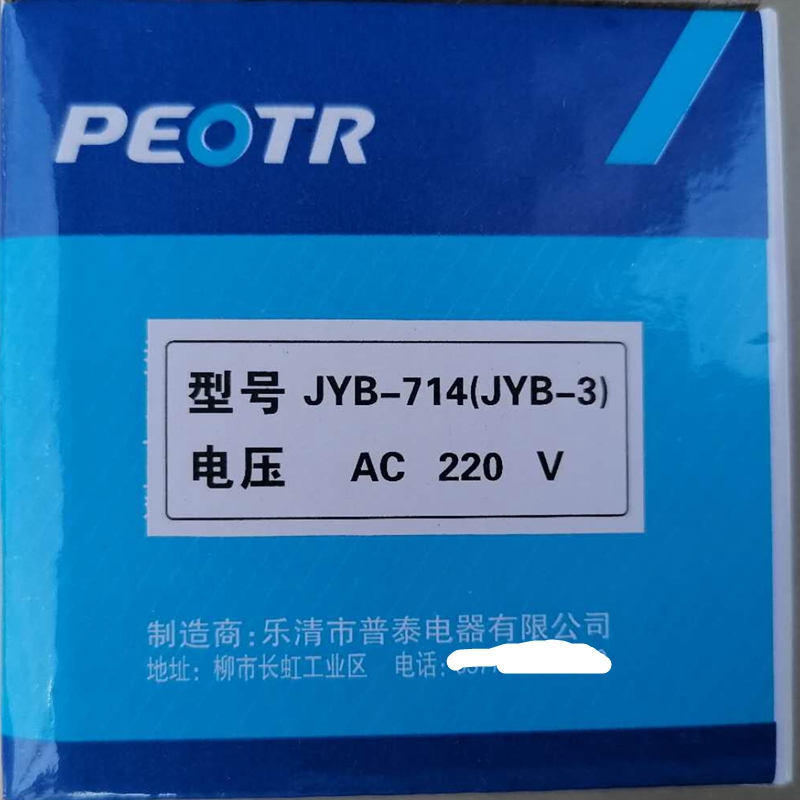 PEOTR
型号 JYB-714(JYB-3)
电压 AC 220 V
制造商:乐清市普泰电器有限公司
地址: 柳市长虹工业区 电话: